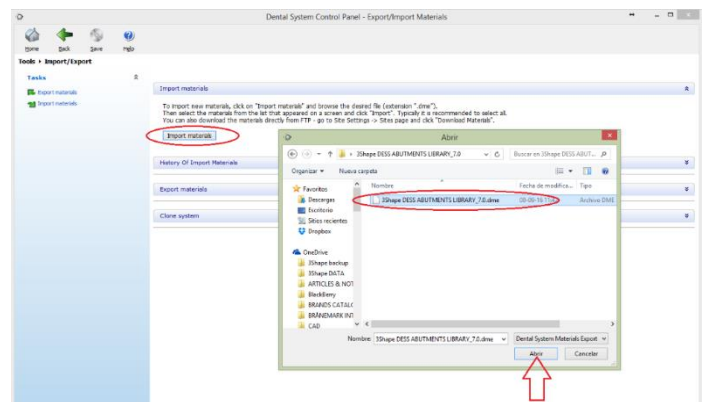 Dental System Control Panel - Export/Import Materials
Home Back Save Help
Tools › Import/Export
Tasks
Export materials
Import materials
Import materials
To import new materials, click on "Import materials" and browse the desired file (extension ".dme").
Then select the materials from the list that appeared on a screen and click "Import". Typically it is recommended to select all.
You can also download the materials directly from FTP - go to Site Settings -> Sites page and click "Download Materials".
Import materials
History Of Import Materials
Export materials
Clone system
Abrir
3Shape DESS ABUTMENTS LIBRARY_7.0
Buscar en 3Shape DESS ABUT...
Organizar Nueva carpeta
Nombre Fecha de modifica... Tipo
3Shape DESS ABUTMENTS LIBRARY_7.0.dme Archivo DME
Favoritos
Descargas
Escritorio
Sitios recientes
Dropbox
OneDrive
3Shape backup
3Shape DATA
ARTICLES & NOT
BlackBerry
BRANDS CATALO
BRÅNEMARK INT
CAD
Nombre: 3Shape DESS ABUTMENTS LIBRARY_7.0.dme Dental System Materials Export
Abrir Cancelar